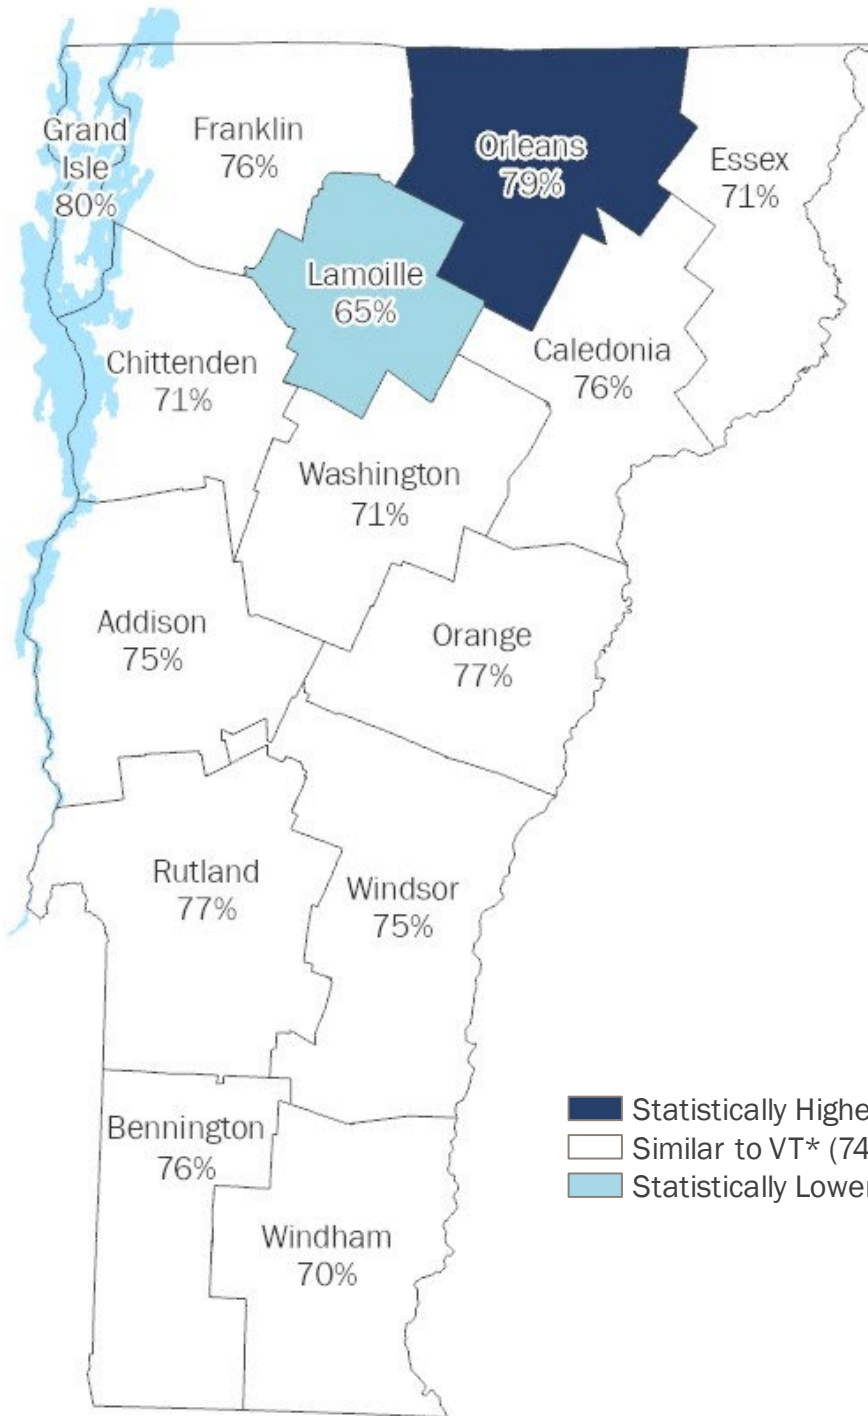 Grand
Isle
80%
Franklin
76%
Orleans
79%
Essex
71%
Lamoille
65%
Chittenden
71%
Caledonia
76%
Washington
71%
Addison
75%
Orange
77%
Rutland
77%
Windsor
75%
Bennington
76%
Windham
70%
Statistically Highe
Similar to VT* (74
Statistically Lower